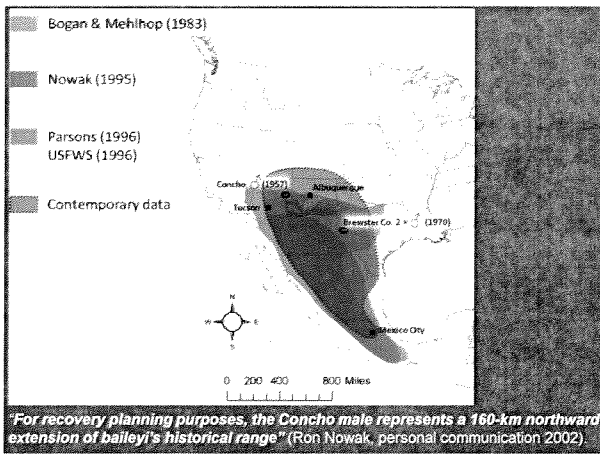 Bogan & Mehlhop (1983)
Nowak (1995)
Parsons (1996)
USFWS (1996)
Contemporary data
Concho ♂ (1957)
Albuquerque
Tucson
Brewster Co. 2 × ♂ (1970)
Mexico City
N
W E
S
0 200 400 800 Miles
"For recovery planning purposes, the Concho male represents a 160-km northward
extension of baileyi's historical range" (Ron Nowak, personal communication 2002).